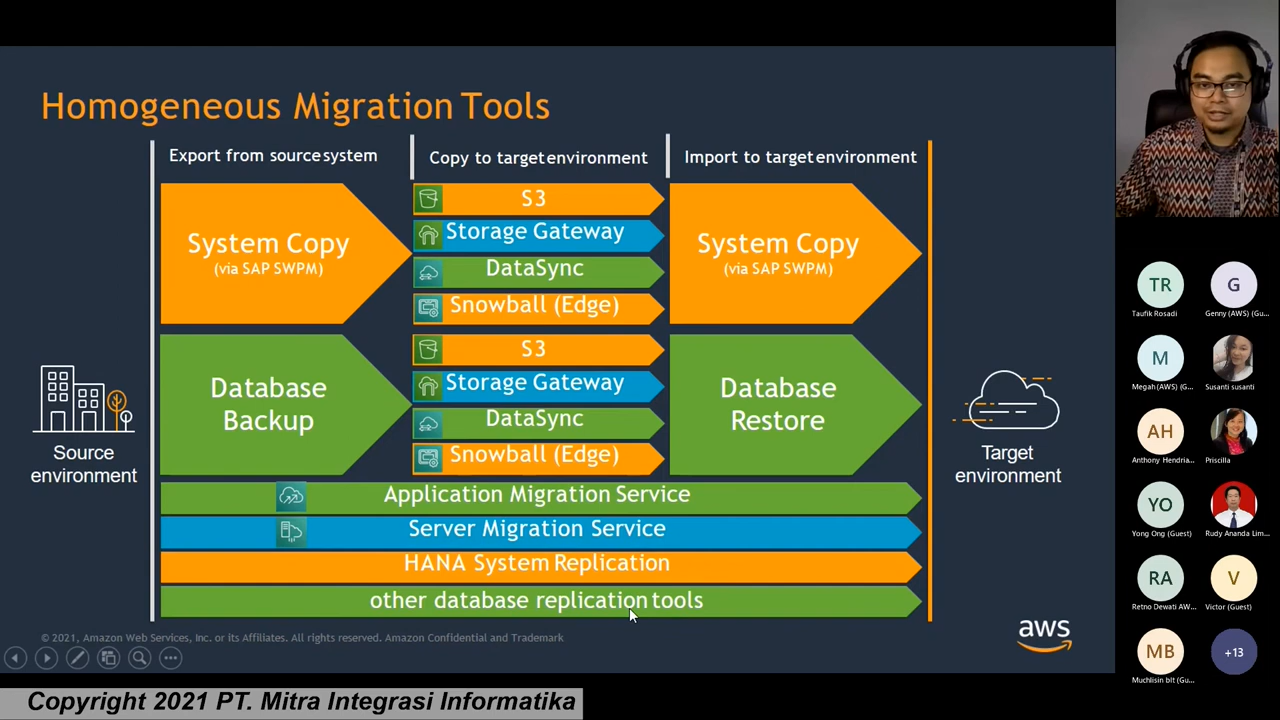 Homogeneous Migration Tools
Export from source system
Copy to target environment
Import to target environment
System Copy
(via SAP SWPM)
S3
Storage Gateway
DataSync
Snowball (Edge)
System Copy
(via SAP SWPM)
Database
Backup
S3
Storage Gateway
DataSync
Snowball (Edge)
Database
Restore
Source
environment
Target
environment
Application Migration Service
Server Migration Service
HANA System Replication
other database replication tools
© 2021, Amazon Web Services, Inc. or its Affiliates. All rights reserved. Amazon Confidential and Trademark
aws
Copyright 2021 PT. Mitra Integrasi Informatika
TR
G
Taufik Rosadi
Genny (AWS) (Gu...
M
Megah (AWS) (G...
Susanti susanti
AH
Anthony Hendria...
Priscilla
YO
Yong Ong (Guest)
Rudy Ananda Lim...
RA
V
Retno Dewati AW...
Victor (Guest)
MB
+13
Muchlisin blt (Gu...